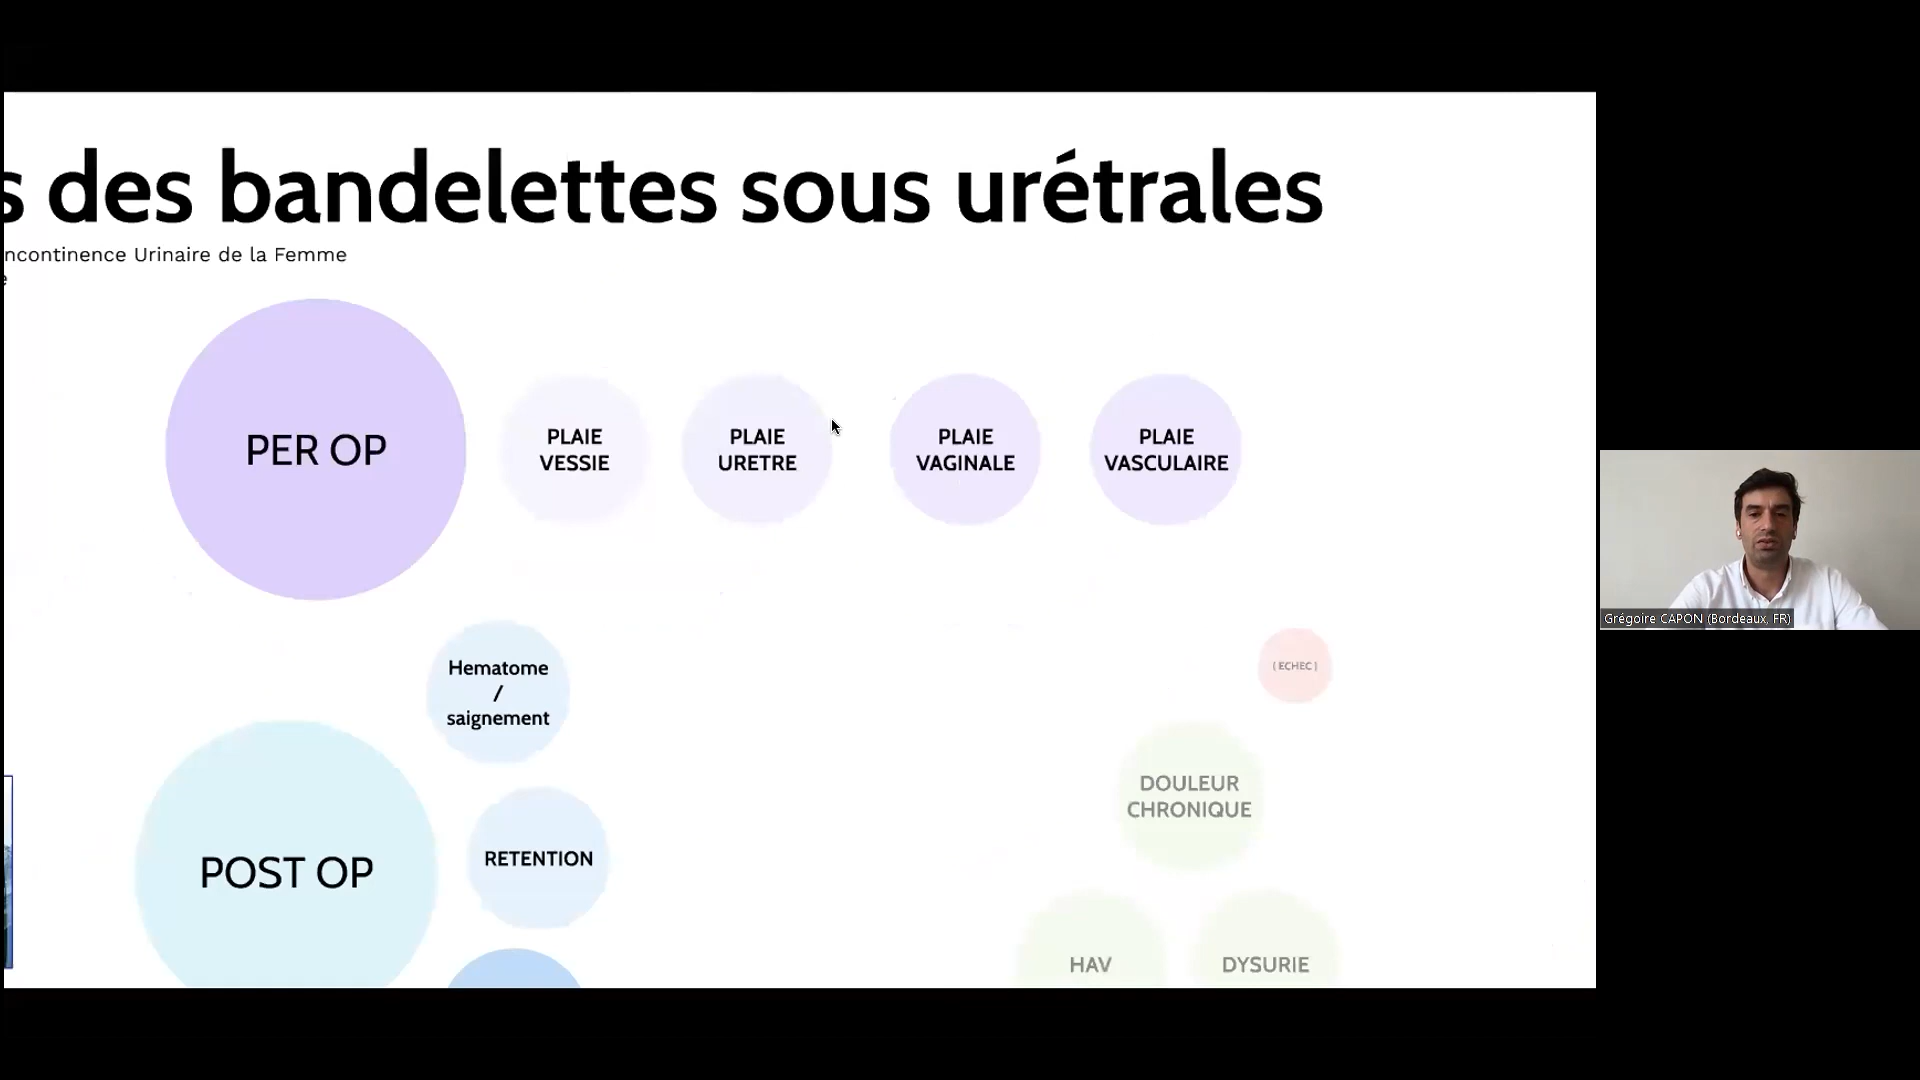 s des bandelettes sous urétrales
ncontinence Urinaire de la Femme
e
PER OP
PLAIE
VESSIE
PLAIE
URETRE
PLAIE
VAGINALE
PLAIE
VASCULAIRE
Hematome
/
saignement
( ECHEC )
DOULEUR
CHRONIQUE
POST OP
RETENTION
HAV
DYSURIE
Grégoire CAPON (Bordeaux, FR)